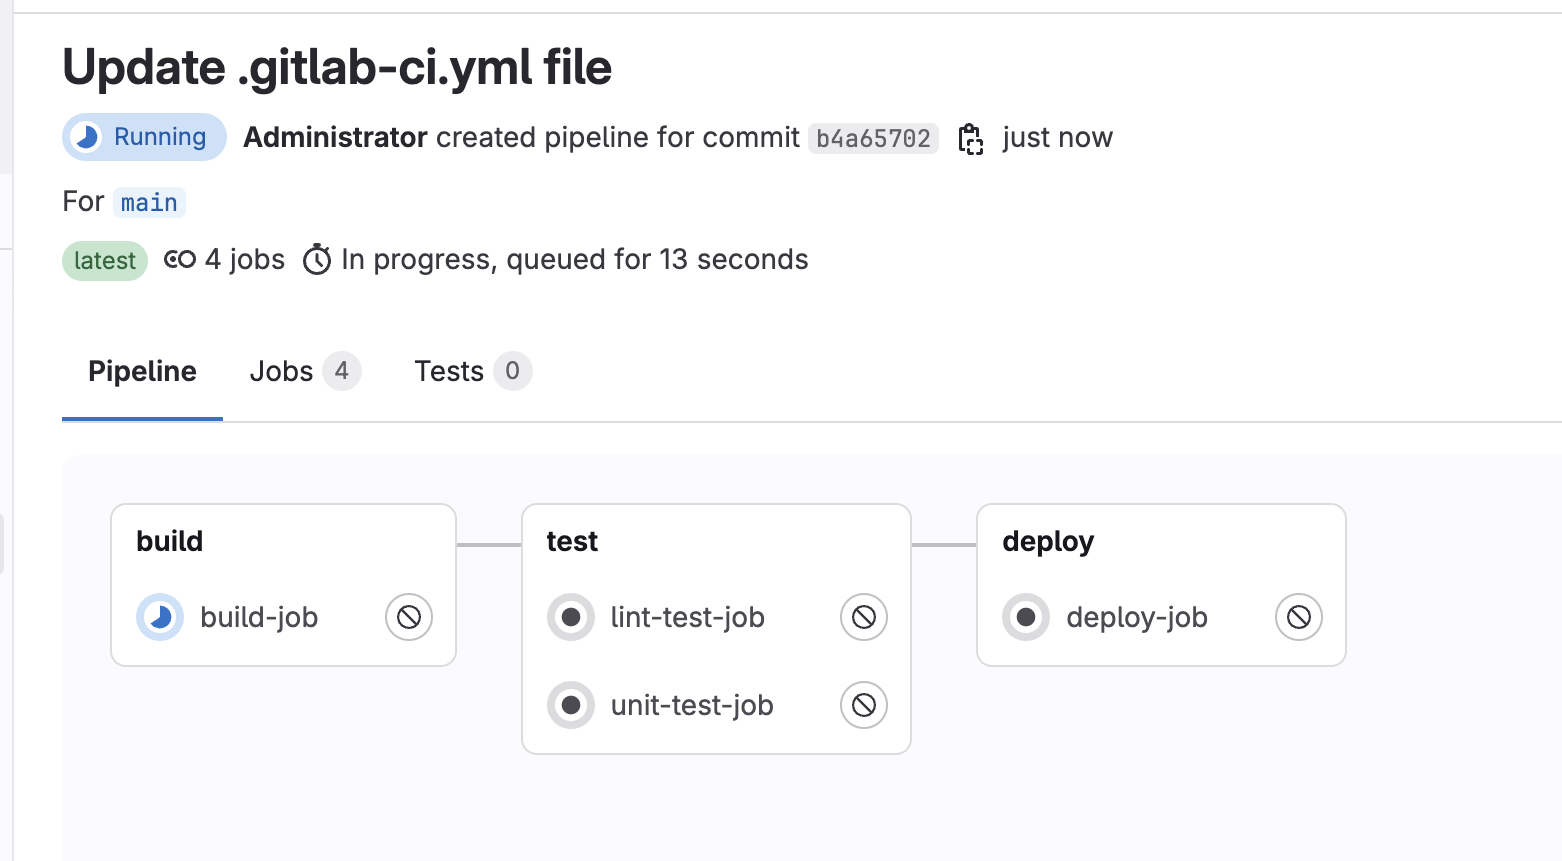 Update .gitlab-ci.yml file
Running Administrator created pipeline for commit b4a65702 just now
For main
latest 4 jobs In progress, queued for 13 seconds
Pipeline Jobs 4 Tests 0
build
build-job
test
lint-test-job
unit-test-job
deploy
deploy-job